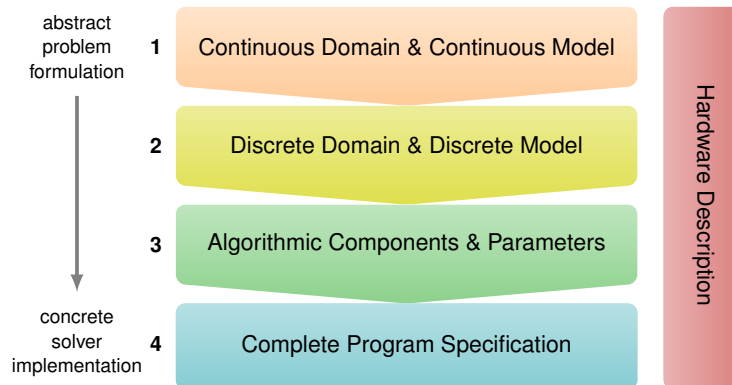 abstract
problem
formulation
1 Continuous Domain & Continuous Model
2 Discrete Domain & Discrete Model
3 Algorithmic Components & Parameters
concrete
solver
implementation
4 Complete Program Specification
Hardware Description